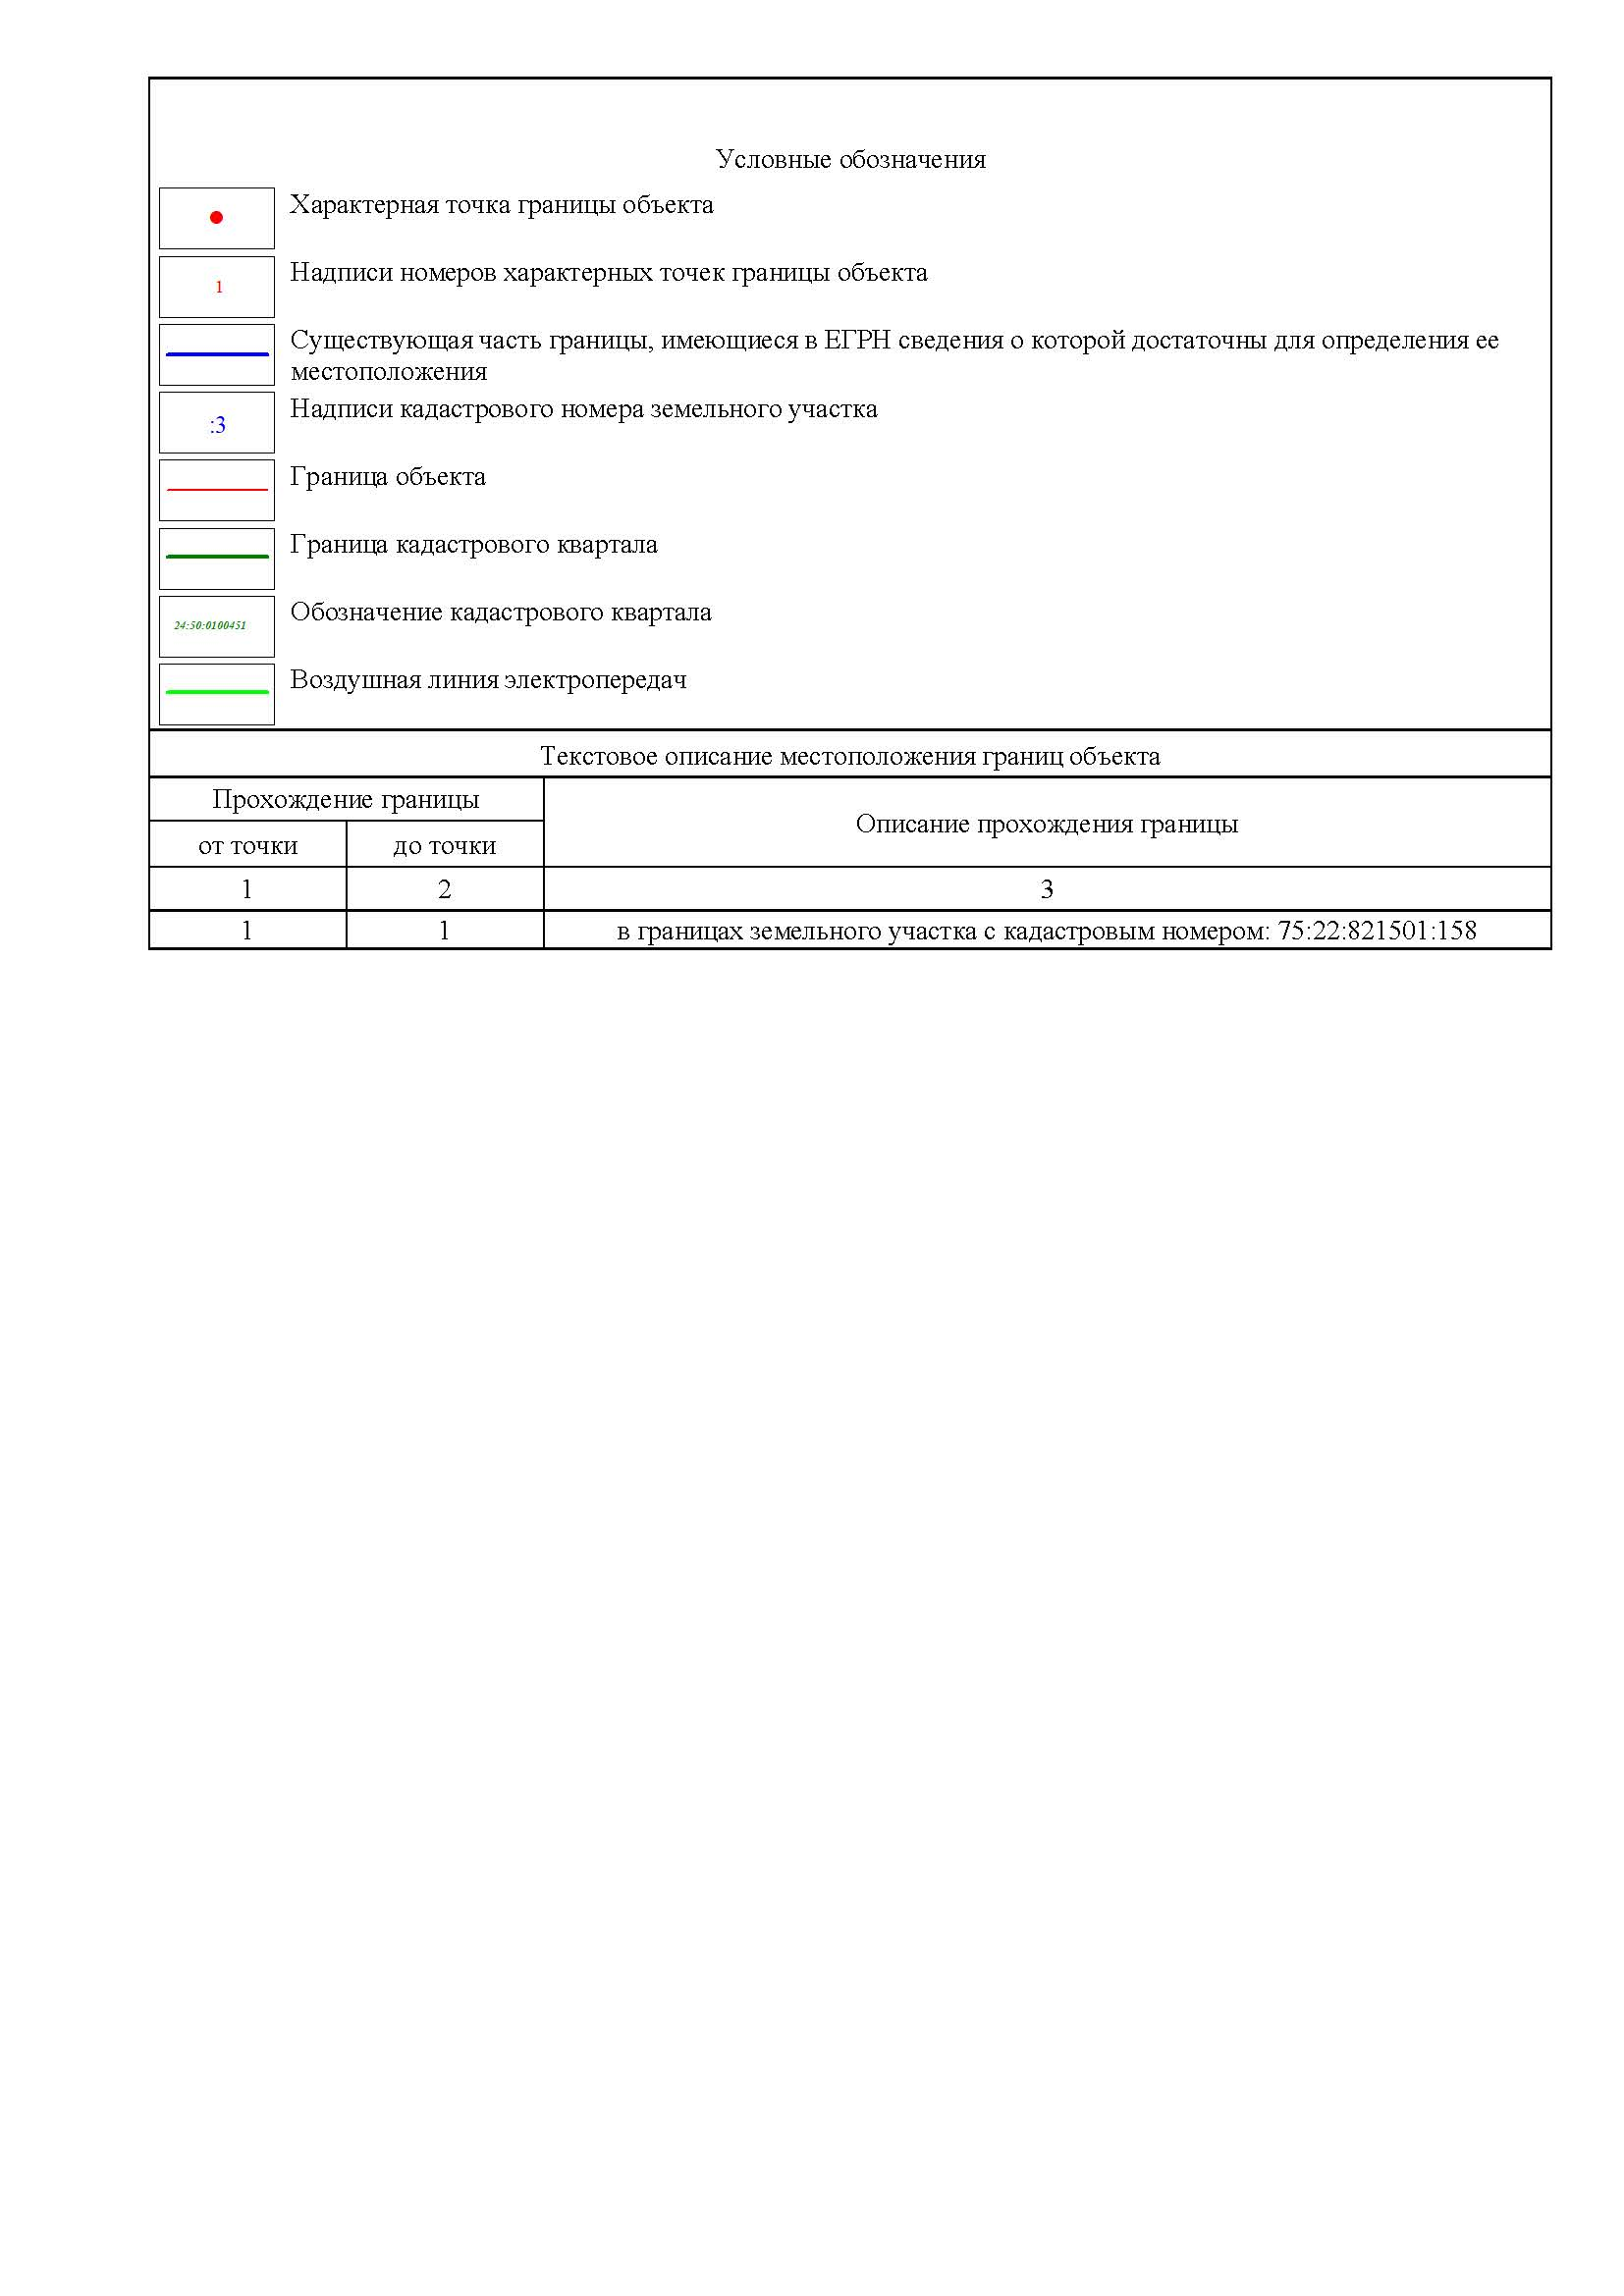 Условные обозначения
Характерная точка границы объекта
1
Надписи номеров характерных точек границы объекта
Существующая часть границы, имеющиеся в ЕГРН сведения о которой достаточны для определения ее
местоположения
:3
Надписи кадастрового номера земельного участка
Граница объекта
Граница кадастрового квартала
24:50:0100451
Обозначение кадастрового квартала
Воздушная линия электропередач
Текстовое описание местоположения границ объекта
Прохождение границы
Описание прохождения границы
от точки до точки
1 2 3
1 1 в границах земельного участка с кадастровым номером: 75:22:821501:158